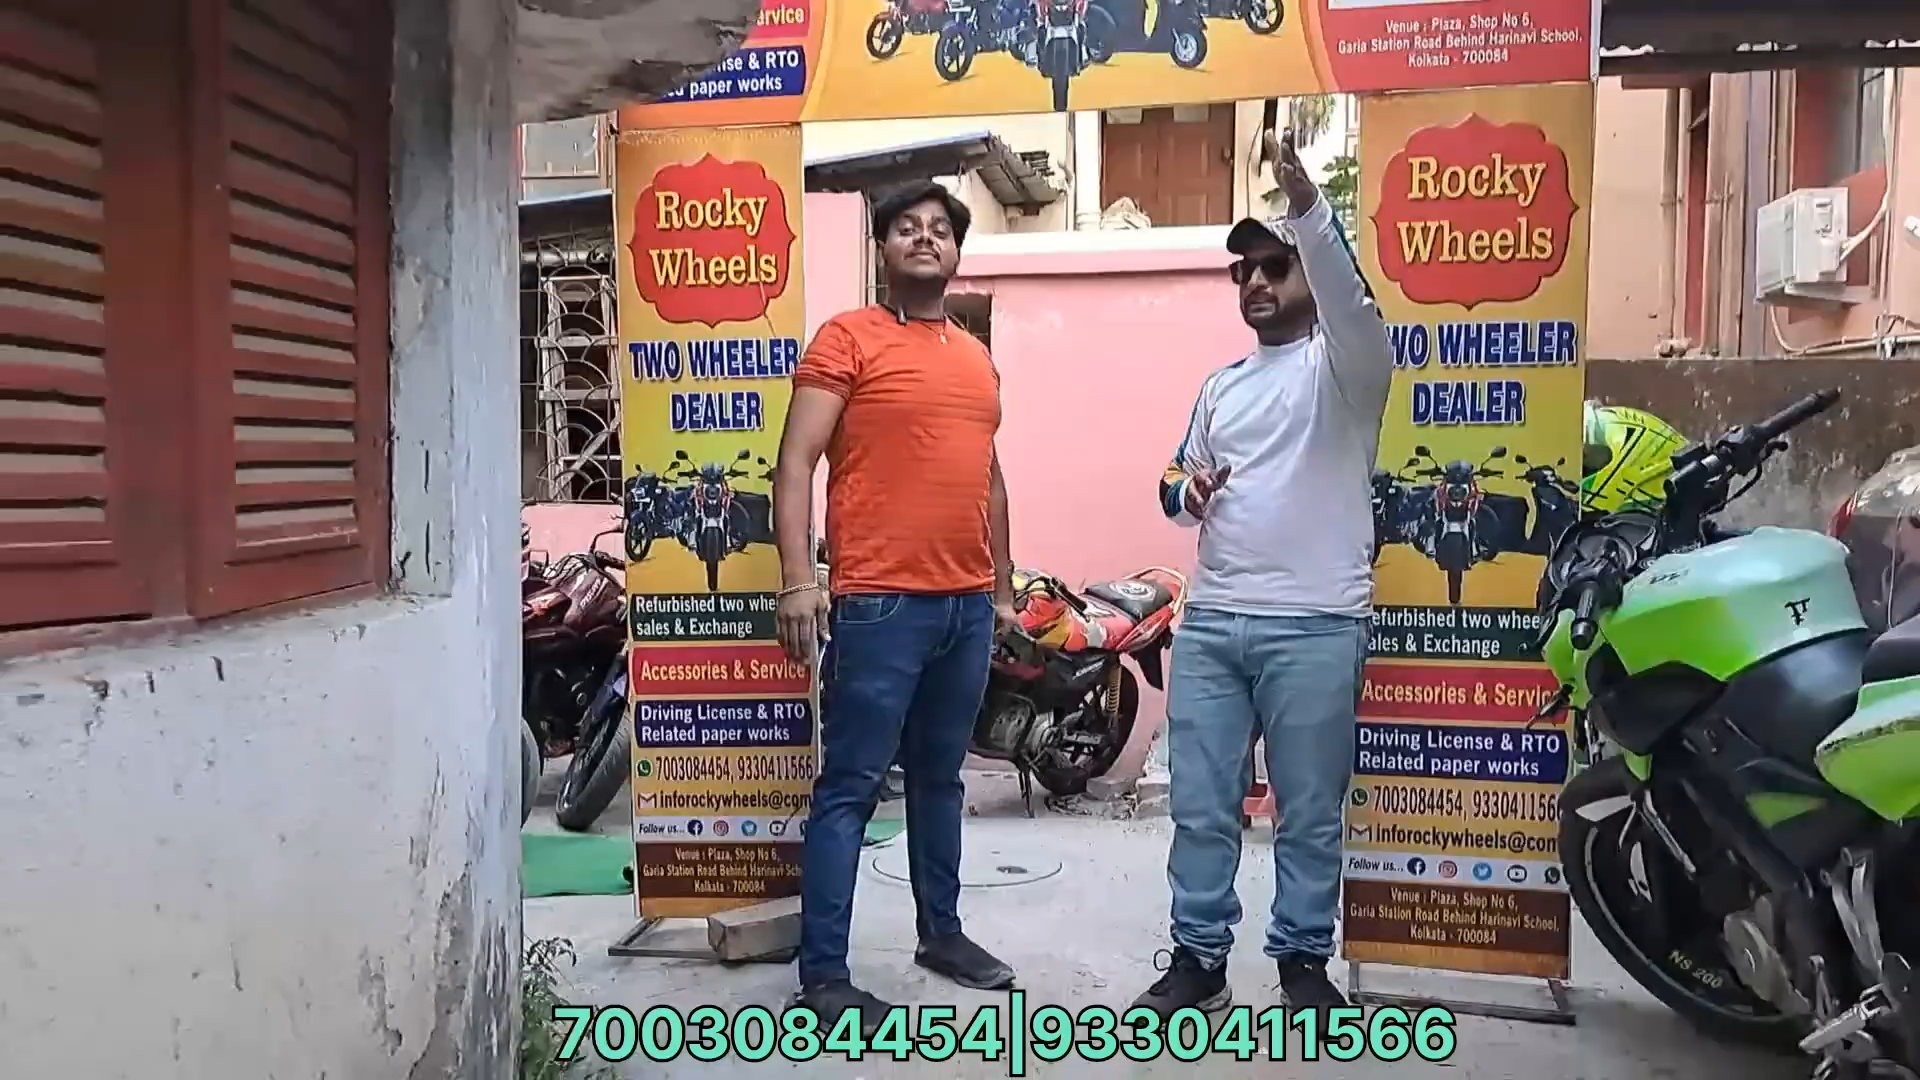 ervice
nse & RTO
paper works
Venue : Plaza, Shop No 6,
Garia Station Road Behind Harinavi School,
Kolkata - 700084
Rocky
Wheels
TWO WHEELER
DEALER
Refurbished two whe
sales & Exchange
Accessories & Service
Driving License & RTO
Related paper works
7003084454, 9330411566
inforockywheels@com
Follow us...
Venue : Plaza, Shop No 6,
Garia Station Road Behind Harinavi Sch
Kolkata - 700084
Rocky
Wheels
WO WHEELER
DEALER
efurbished two whee
ales & Exchange
Accessories & Servic
Driving License & RTO
Related paper works
7003084454, 9330411566
inforockywheels@com
Follow us...
Venue : Plaza, Shop No 6,
Garia Station Road Behind Harinavi School,
Kolkata - 700084
NS 200
7003084454|9330411566